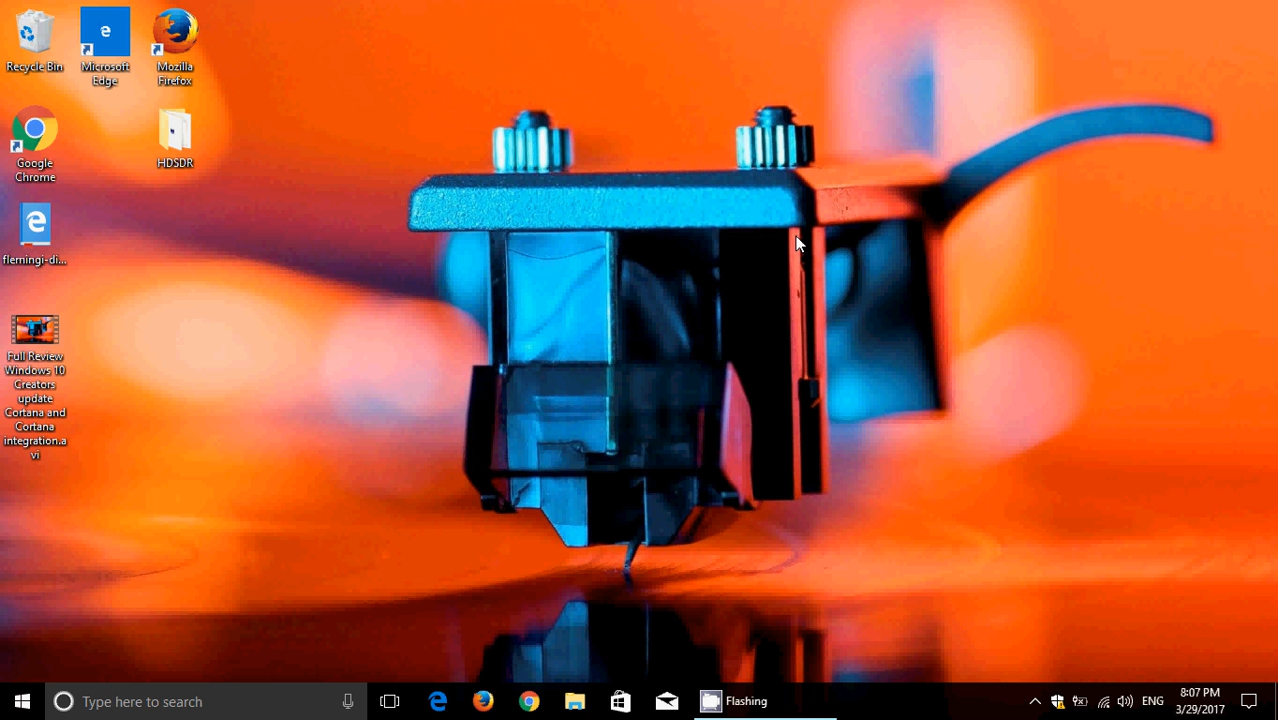 Recycle Bin
Microsoft
Edge
Mozilla
Firefox
Google
Chrome
HDSDR
flemingi-di...
Full Review
Windows 10
Creators
update
Cortana and
Cortana
integration.a
vi
Type here to search
Flashing
ENG
8:07 PM
3/29/2017